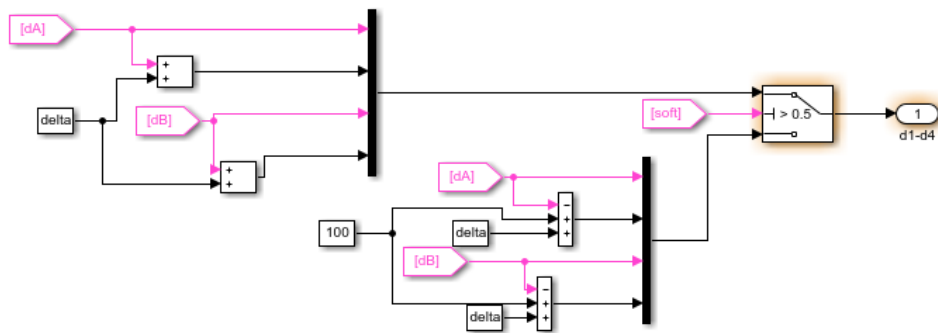 [dA]
+
+
delta
[dB]
+
+
[soft]
> 0.5
1
d1-d4
[dA]
−
+
+
100
delta
[dB]
−
+
+
delta